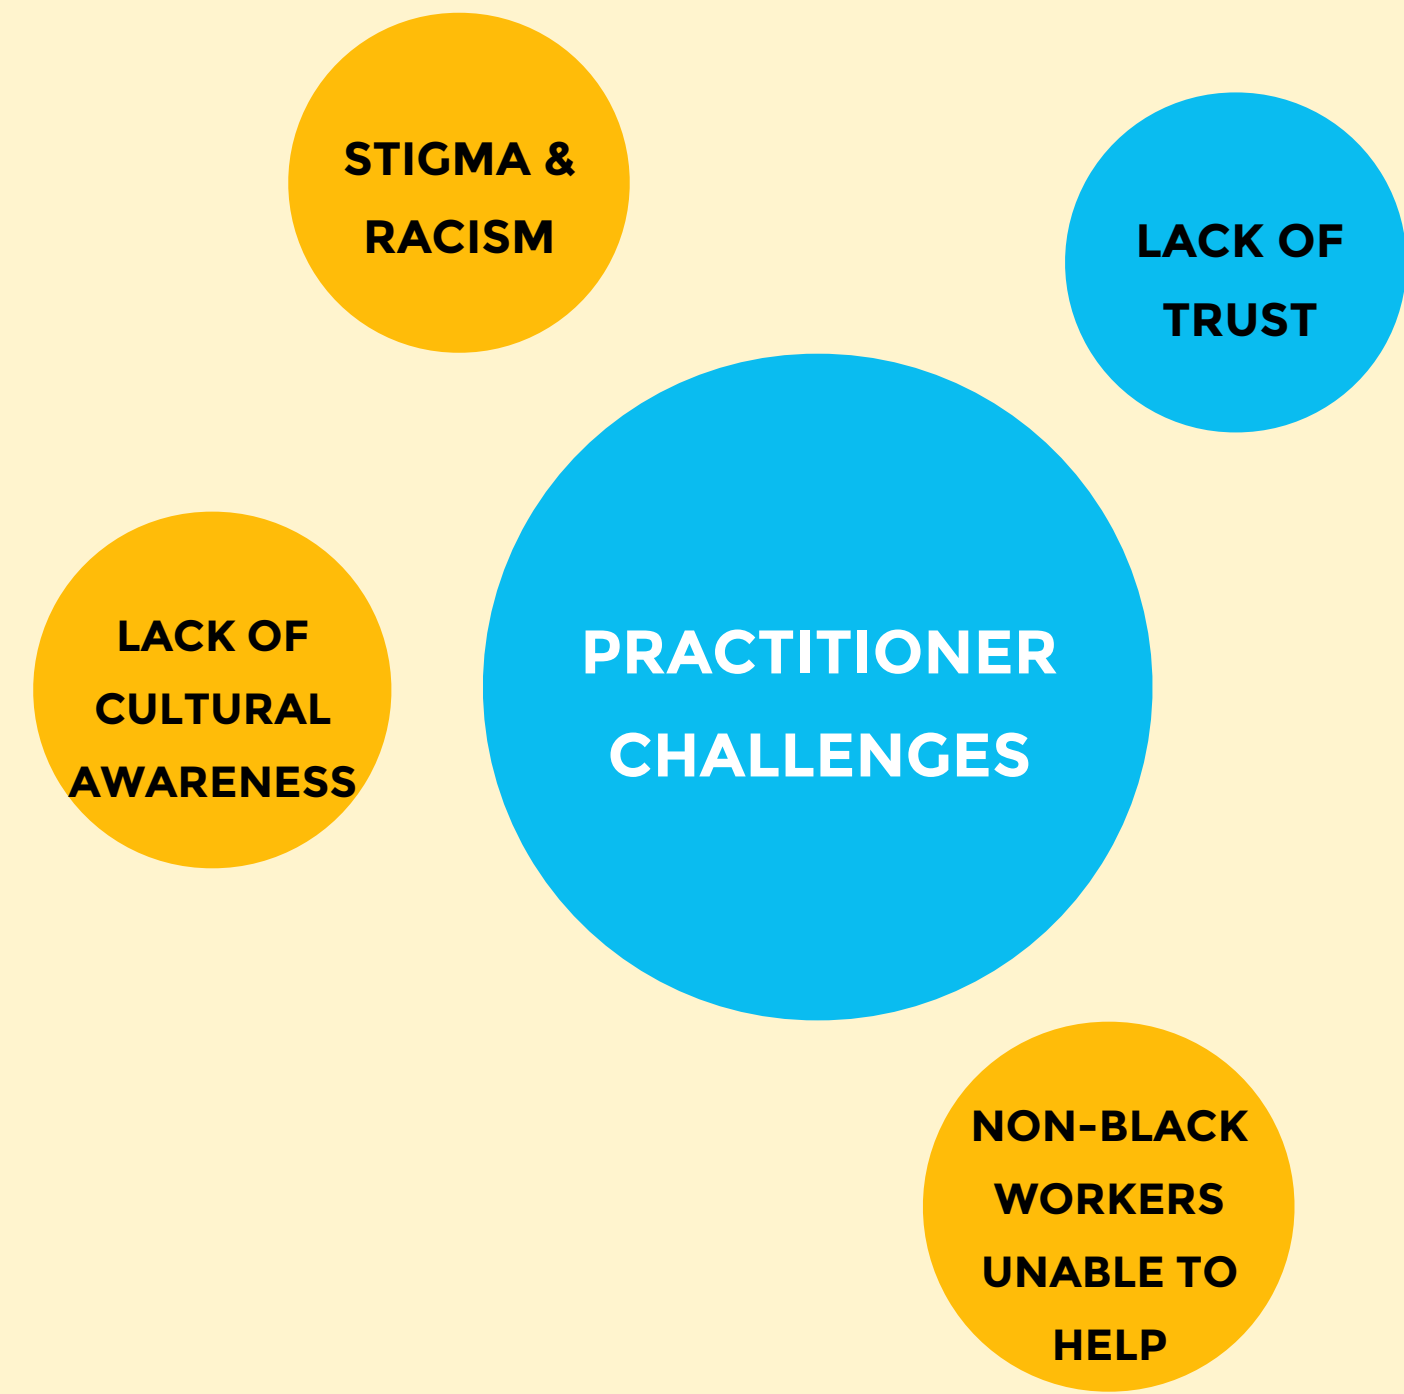 STIGMA &
RACISM
LACK OF
TRUST
LACK OF
CULTURAL
AWARENESS
PRACTITIONER
CHALLENGES
NON-BLACK
WORKERS
UNABLE TO
HELP